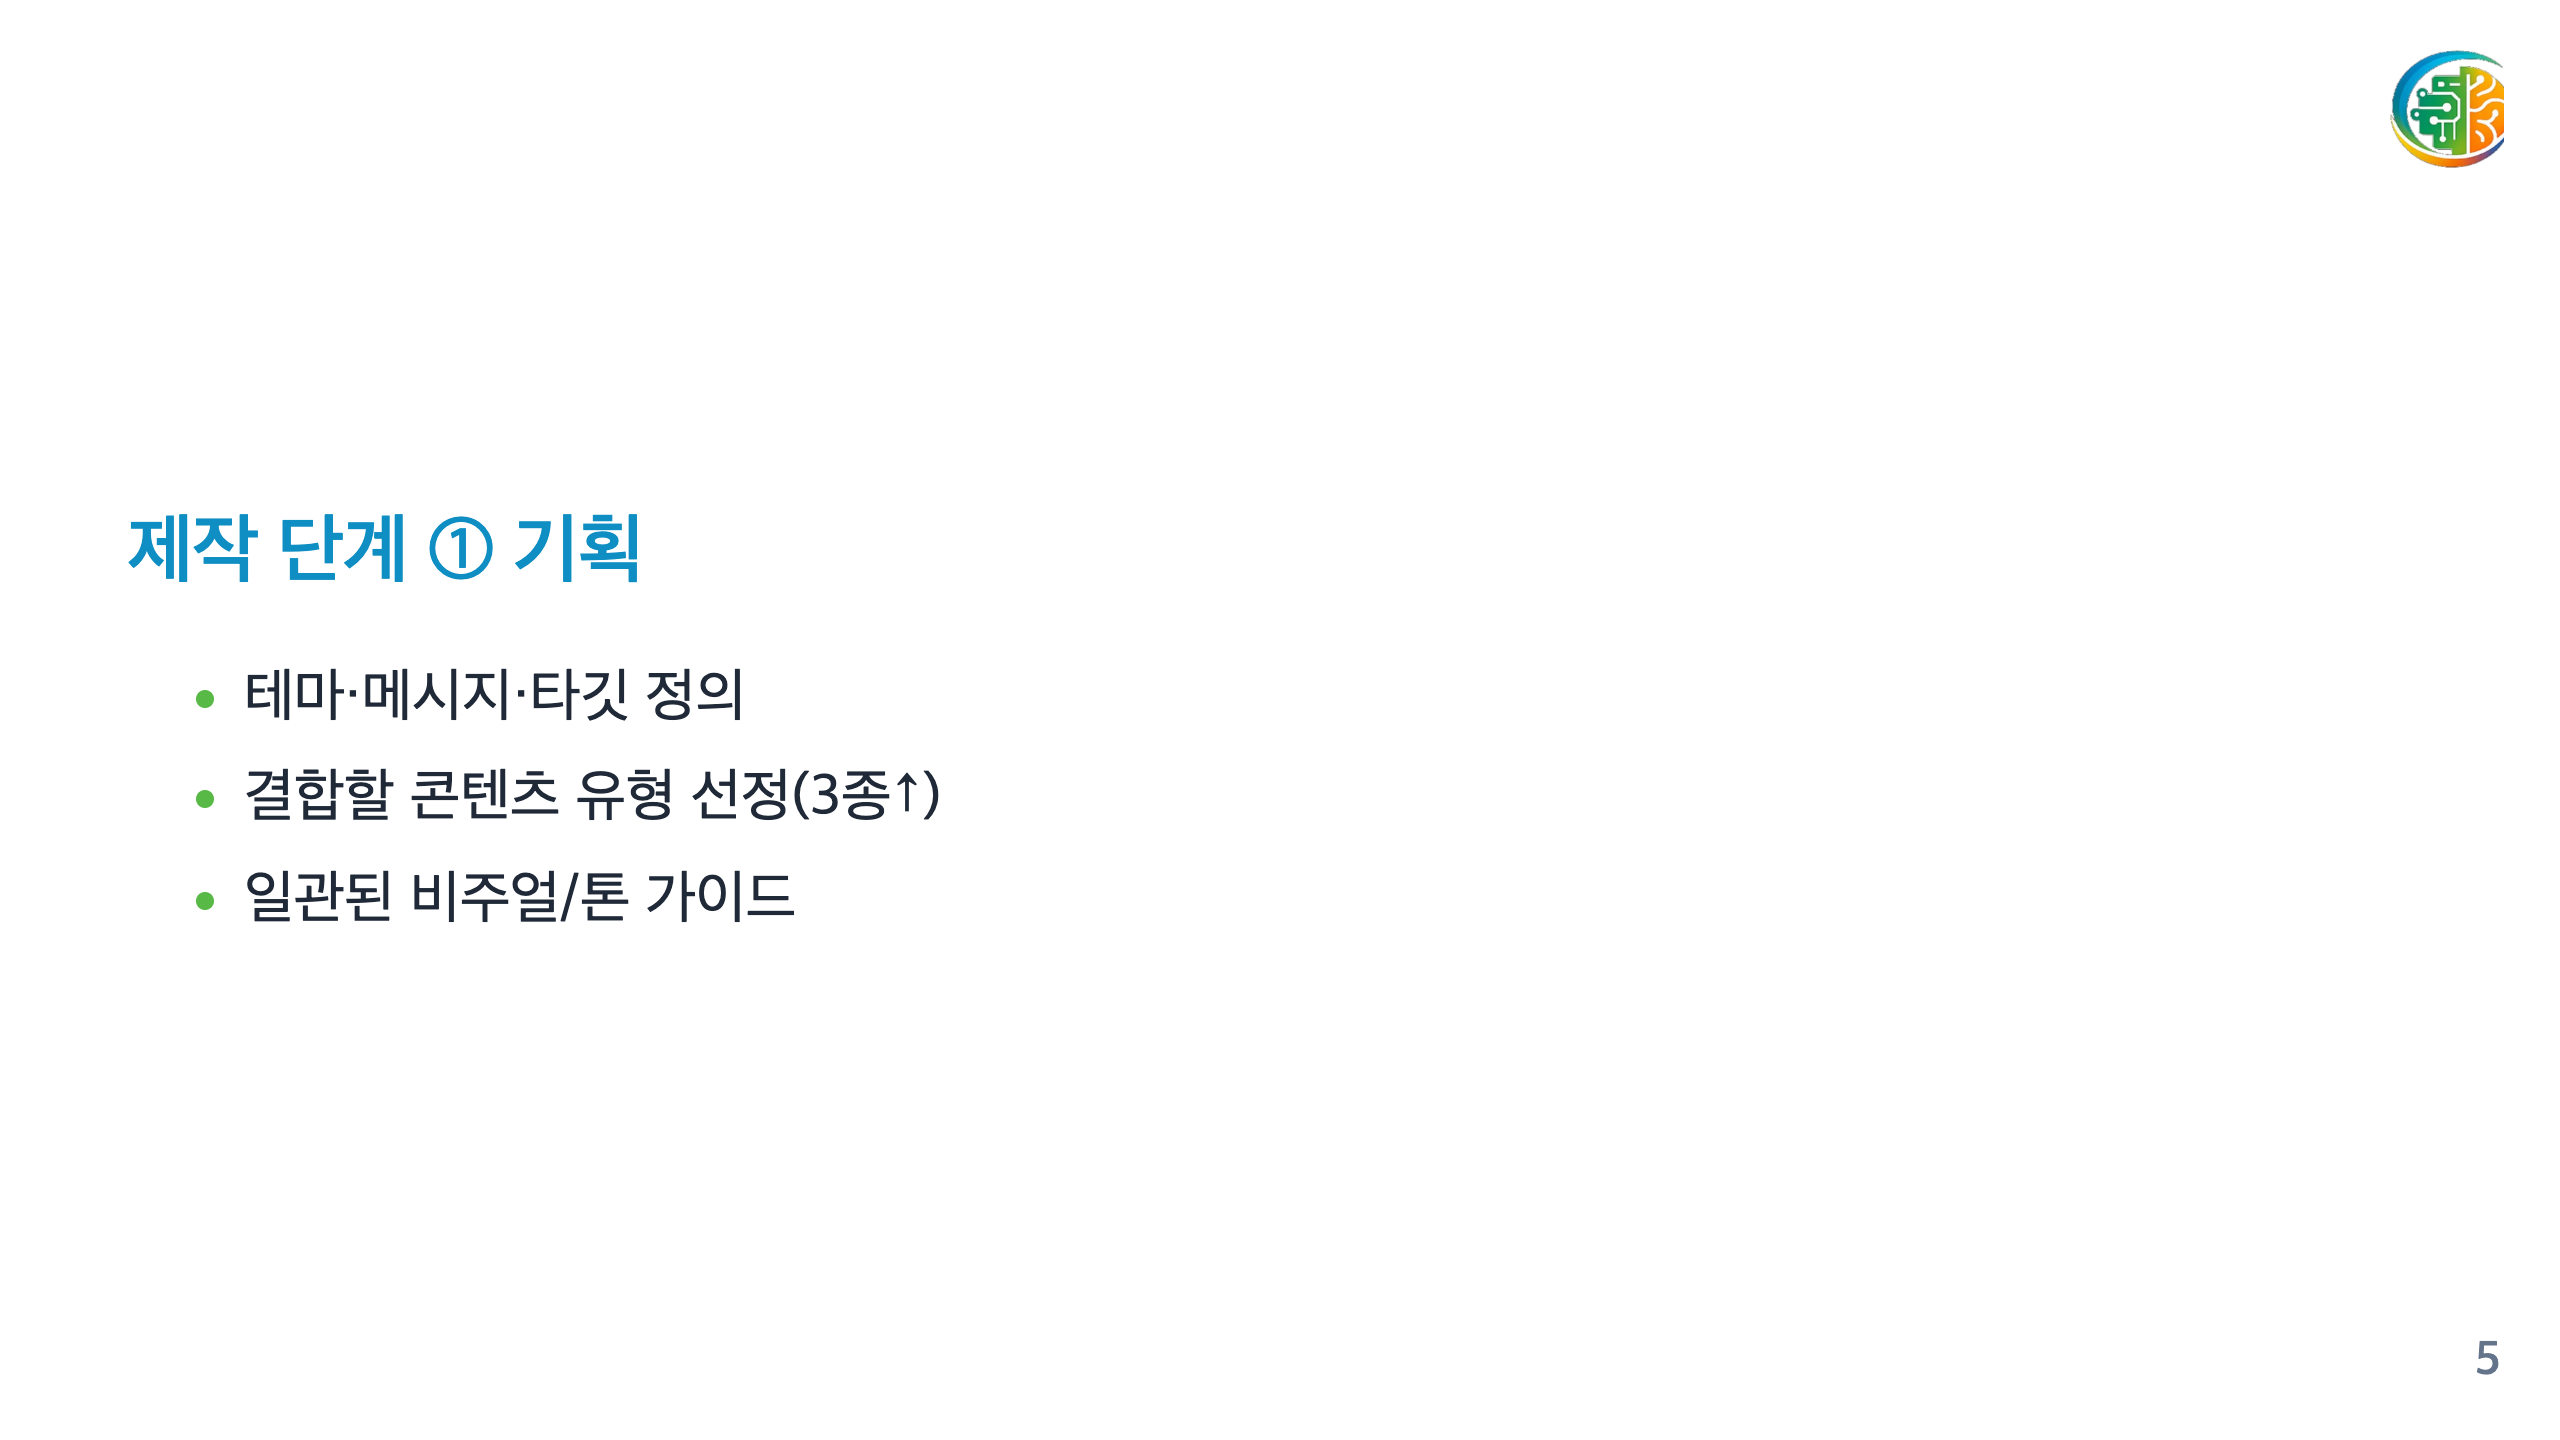 제작 단계 ① 기획
• 테마·메시지·타깃 정의
• 결합할 콘텐츠 유형 선정(3종↑)
• 일관된 비주얼/톤 가이드
5